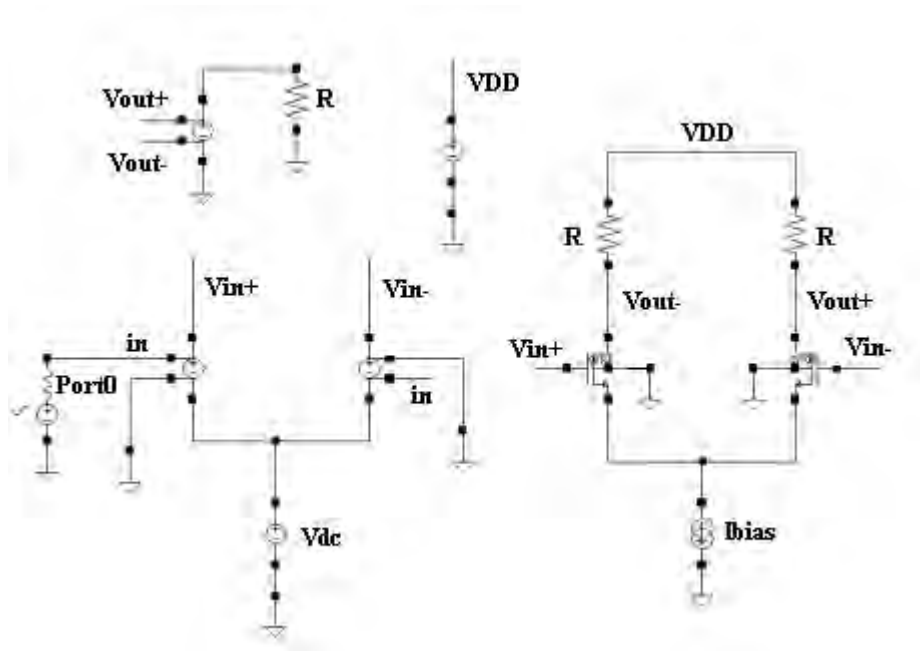 Vout+
Vout-
R
VDD
VDD
R
R
Vin+
Vin-
Vout-
Vout+
Vin+
Vin-
in
Port0
in
Vdc
Ibias